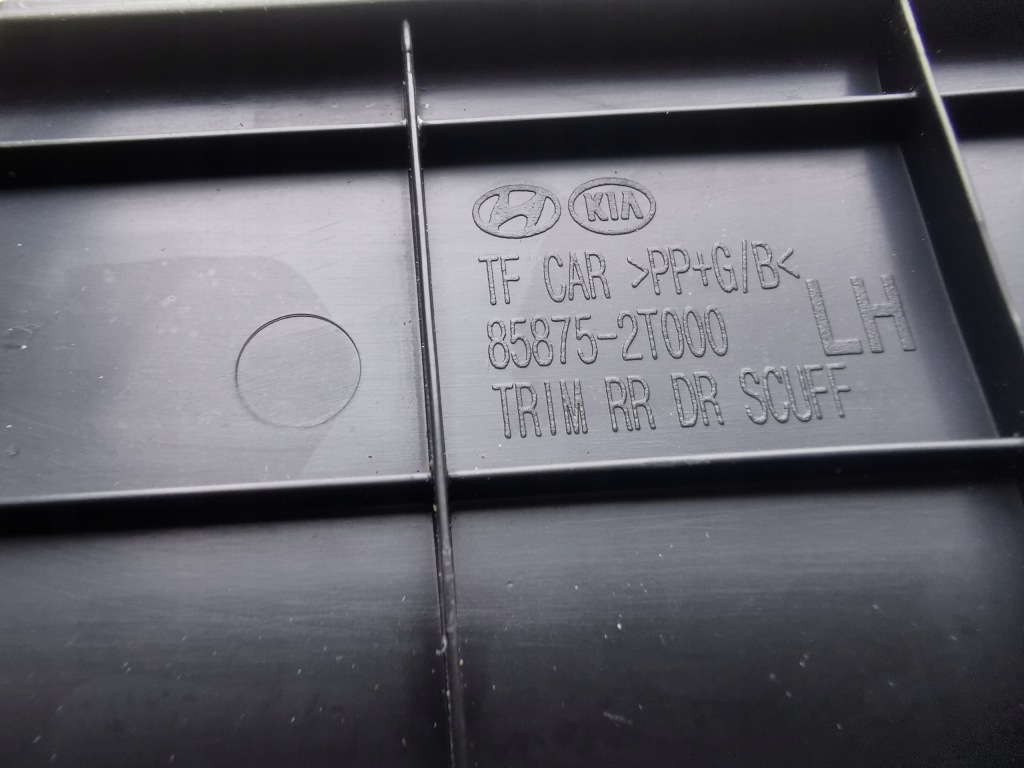 KIA
TF CAR >PP+G/B<
85875-2T000
LH
TRIM RR DR SCUFF